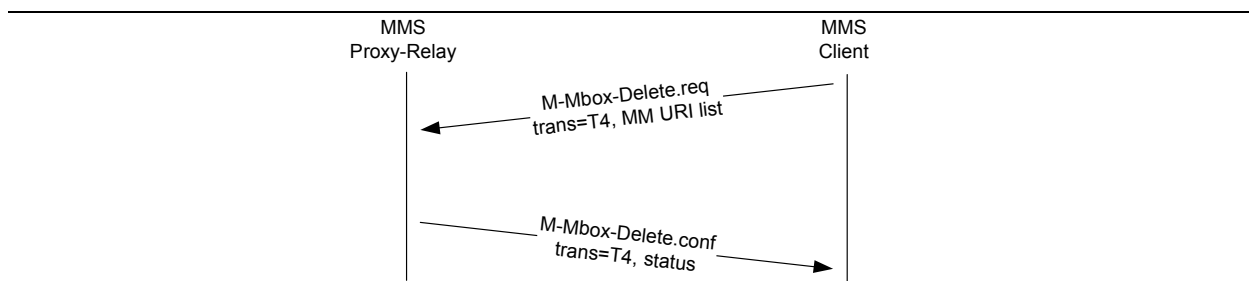 MMS
Proxy-Relay
MMS
Client
M-Mbox-Delete.req
trans=T4, MM URI list
M-Mbox-Delete.conf
trans=T4, status